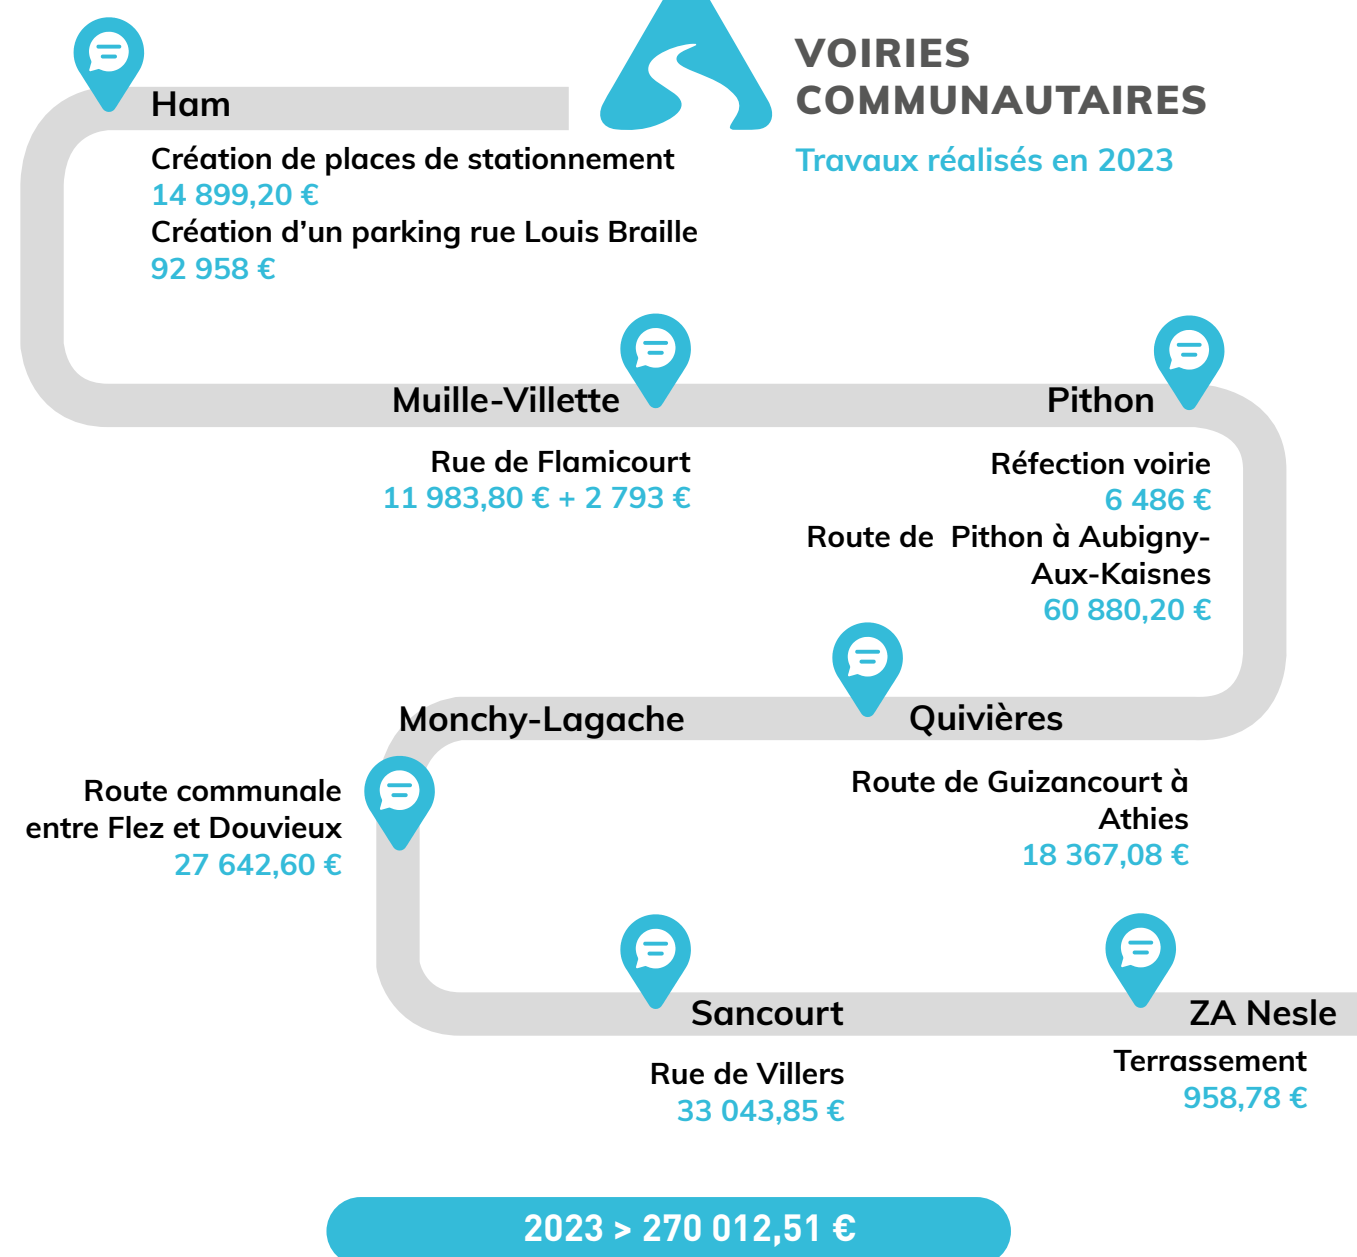 VOIRIES
COMMUNAUTAIRES
Travaux réalisés en 2023
Ham
Création de places de stationnement
14 899,20 €
Création d’un parking rue Louis Braille
92 958 €
Muille-Villette
Rue de Flamicourt
11 983,80 € + 2 793 €
Pithon
Réfection voirie
6 486 €
Route de Pithon à Aubigny-
Aux-Kaisnes
60 880,20 €
Quivières
Route de Guizancourt à
Athies
18 367,08 €
Monchy-Lagache
Route communale
entre Flez et Douvieux
27 642,60 €
Sancourt
Rue de Villers
33 043,85 €
ZA Nesle
Terrassement
958,78 €
2023 > 270 012,51 €